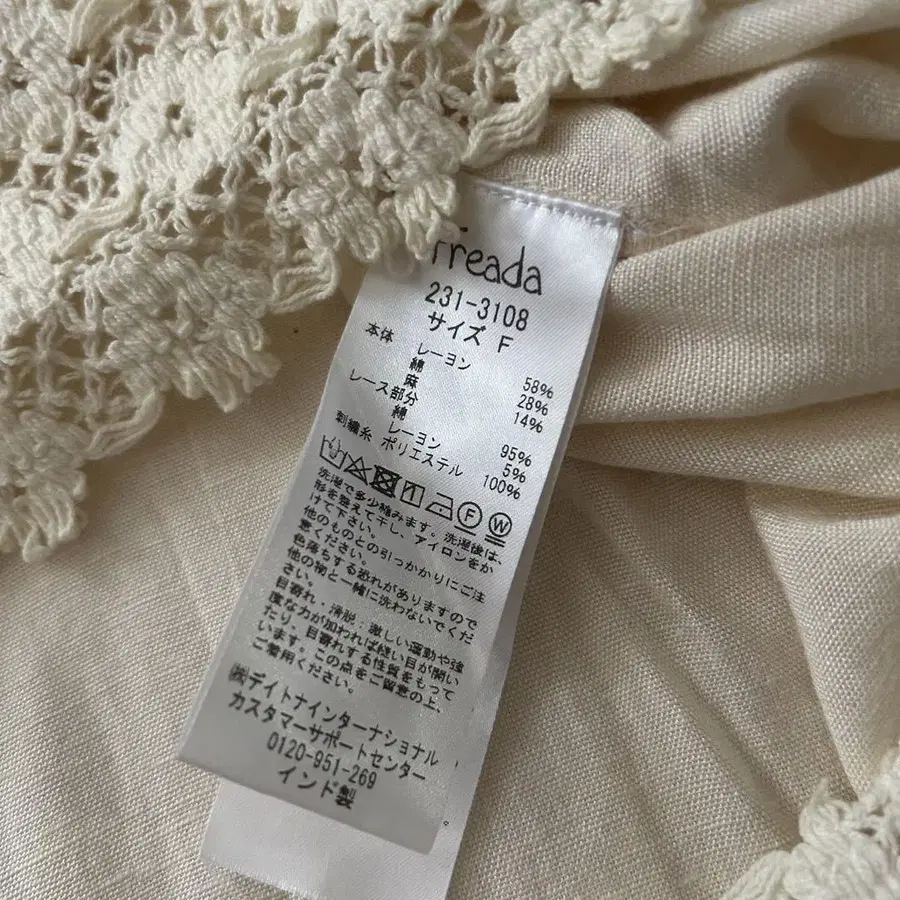 Freada
231-3108
サイズ F
本体 レーヨン 58%
綿 28%
麻 14%
レース部分
綿 95%
レーヨン 5%
刺繍糸 ポリエステル 100%
F W
洗濯で多少縮みます。洗濯後は、
形を整えて干し、アイロンをか
けて下さい。
他のものとの引っかかりにご注
意ください。
色落ちする恐れがありますので
他の物と一緒に洗わないでくだ
さい。
目寄れ・滑脱：激しい運動や強
度な力が加われば縫い目が開い
たり、目寄れする性質をもって
います。この点をご留意の上、
ご着用ください。
㈱デイトナインターナショナル
カスタマーサポートセンター
0120-951-269
インド製